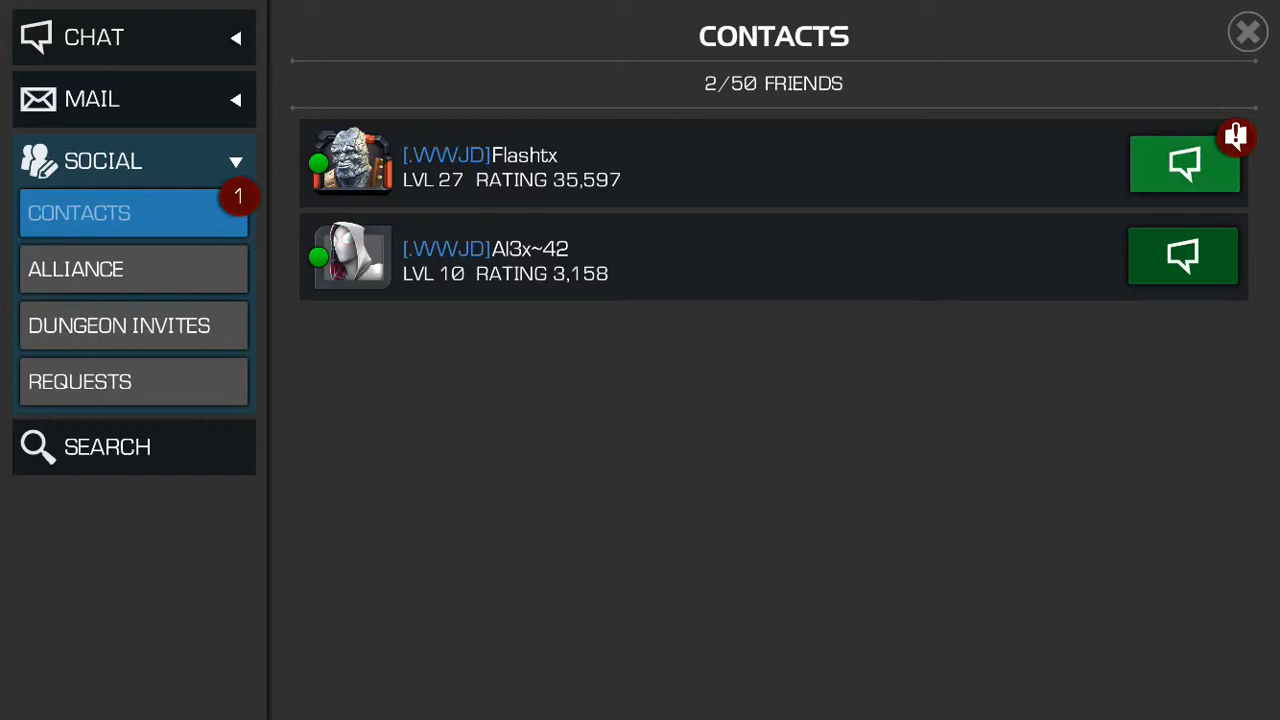 CHAT
MAIL
SOCIAL
1
CONTACTS
ALLIANCE
DUNGEON INVITES
REQUESTS
SEARCH
CONTACTS
2/50 FRIENDS
[.WWJD]Flashtx
LVL 27 RATING 35,597
!
[.WWJD]Al3x~42
LVL 10 RATING 3,158